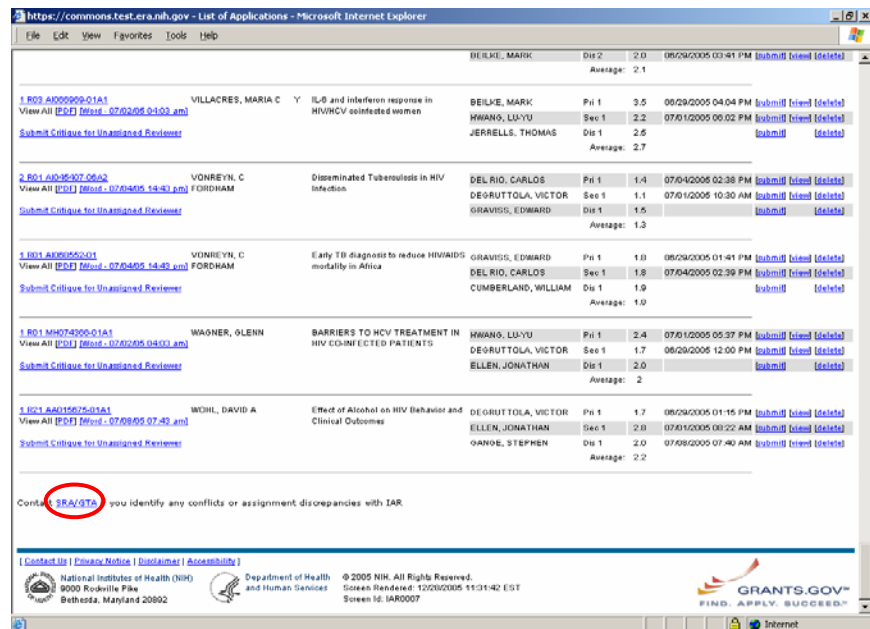 https://commons.test.era.nih.gov - List of Applications - Microsoft Internet Explorer
File Edit View Favorites Tools Help
BEILKE, MARK Dis 2 2.0 06/29/2005 03:41 PM [submit] [view] [delete]
Average: 2.1
1 R03 AI066969-01A1 VILLACRES, MARIA C Y IL-6 and interferon response in HIV/HCV coinfected women
View All [PDF] [Word - 07/02/05 04:03 am]
Submit Critique for Unassigned Reviewer
BEILKE, MARK Pri 1 3.5 06/29/2005 04:04 PM [submit] [view] [delete]
HWANG, LU-YU Sec 1 2.2 07/01/2005 06:02 PM [submit] [view] [delete]
JERRELLS, THOMAS Dis 1 2.6 [submit] [delete]
Average: 2.7
2 R01 AI045407-06A2 VONREYN, C FORDHAM Disseminated Tuberculosis in HIV Infection
View All [PDF] [Word - 07/04/05 14:43 pm]
Submit Critique for Unassigned Reviewer
DEL RIO, CARLOS Pri 1 1.4 07/04/2005 02:38 PM [submit] [view] [delete]
DEGRUTTOLA, VICTOR Sec 1 1.1 07/01/2005 10:30 AM [submit] [view] [delete]
GRAVISS, EDWARD Dis 1 1.5 [submit] [delete]
Average: 1.3
1 R01 AI068552-01 VONREYN, C FORDHAM Early TB diagnosis to reduce HIV/AIDS mortality in Africa
View All [PDF] [Word - 07/04/05 14:43 pm]
Submit Critique for Unassigned Reviewer
GRAVISS, EDWARD Pri 1 1.8 06/29/2005 01:41 PM [submit] [view] [delete]
DEL RIO, CARLOS Sec 1 1.8 07/04/2005 02:39 PM [submit] [view] [delete]
CUMBERLAND, WILLIAM Dis 1 1.9 [submit] [delete]
Average:
1 R01 MH074366-01A1 WAGNER, GLENN BARRIERS TO HCV TREATMENT IN HIV CO-INFECTED PATIENTS
View All [PDF] [Word - 07/02/05 04:03 am]
Submit Critique for Unassigned Reviewer
HWANG, LU-YU Pri 1 2.4 07/01/2005 05:37 PM [submit] [view] [delete]
DEGRUTTOLA, VICTOR Sec 1 1.7 06/29/2005 12:00 PM [submit] [view] [delete]
ELLEN, JONATHAN Dis 1 2.0 [submit] [delete]
Average: 2
1 R21 AA015675-01A1 WOHL, DAVID A Effect of Alcohol on HIV Behavior and Clinical Outcomes
View All [PDF] [Word - 07/08/05 07:43 am]
Submit Critique for Unassigned Reviewer
DEGRUTTOLA, VICTOR Pri 1 1.7 06/29/2005 01:15 PM [submit] [view] [delete]
ELLEN, JONATHAN Sec 1 2.8 07/01/2005 08:22 AM [submit] [view] [delete]
GANGE, STEPHEN Dis 1 2.0 07/08/2005 07:40 AM [submit] [view] [delete]
Average: 2.2
Contact SRA/GTA you identify any conflicts or assignment discrepancies with IAR
[ Contact Us | Privacy Notice | Disclaimer | Accessibility ]
National Institutes of Health (NIH)
9000 Rockville Pike
Bethesda, Maryland 20892
Department of Health
and Human Services
© 2005 NIH. All Rights Reserved.
Screen Rendered: 12/28/2005 11:31:42 EST
Screen Id: IAR0007
GRANTS.GOV℠
FIND. APPLY. SUCCEED.℠
Internet